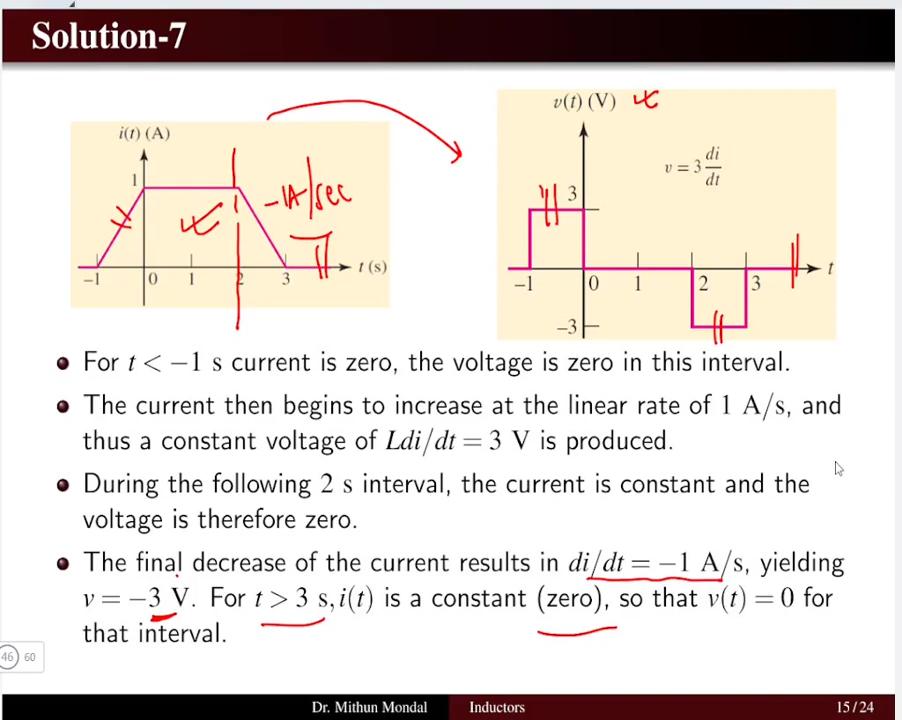 Solution-7
i(t) (A)
1
-1A/sec
−1 0 1 2 3 t (s)
v(t) (V)
v = 3 di/dt
3
−1 0 1 2 3 t
−3
For t < −1 s current is zero, the voltage is zero in this interval.
The current then begins to increase at the linear rate of 1 A/s, and
thus a constant voltage of Ldi/dt = 3 V is produced.
During the following 2 s interval, the current is constant and the
voltage is therefore zero.
The final decrease of the current results in di/dt = −1 A/s, yielding
v = −3 V. For t > 3 s, i(t) is a constant (zero), so that v(t) = 0 for
that interval.
46 60
Dr. Mithun Mondal Inductors 15/24